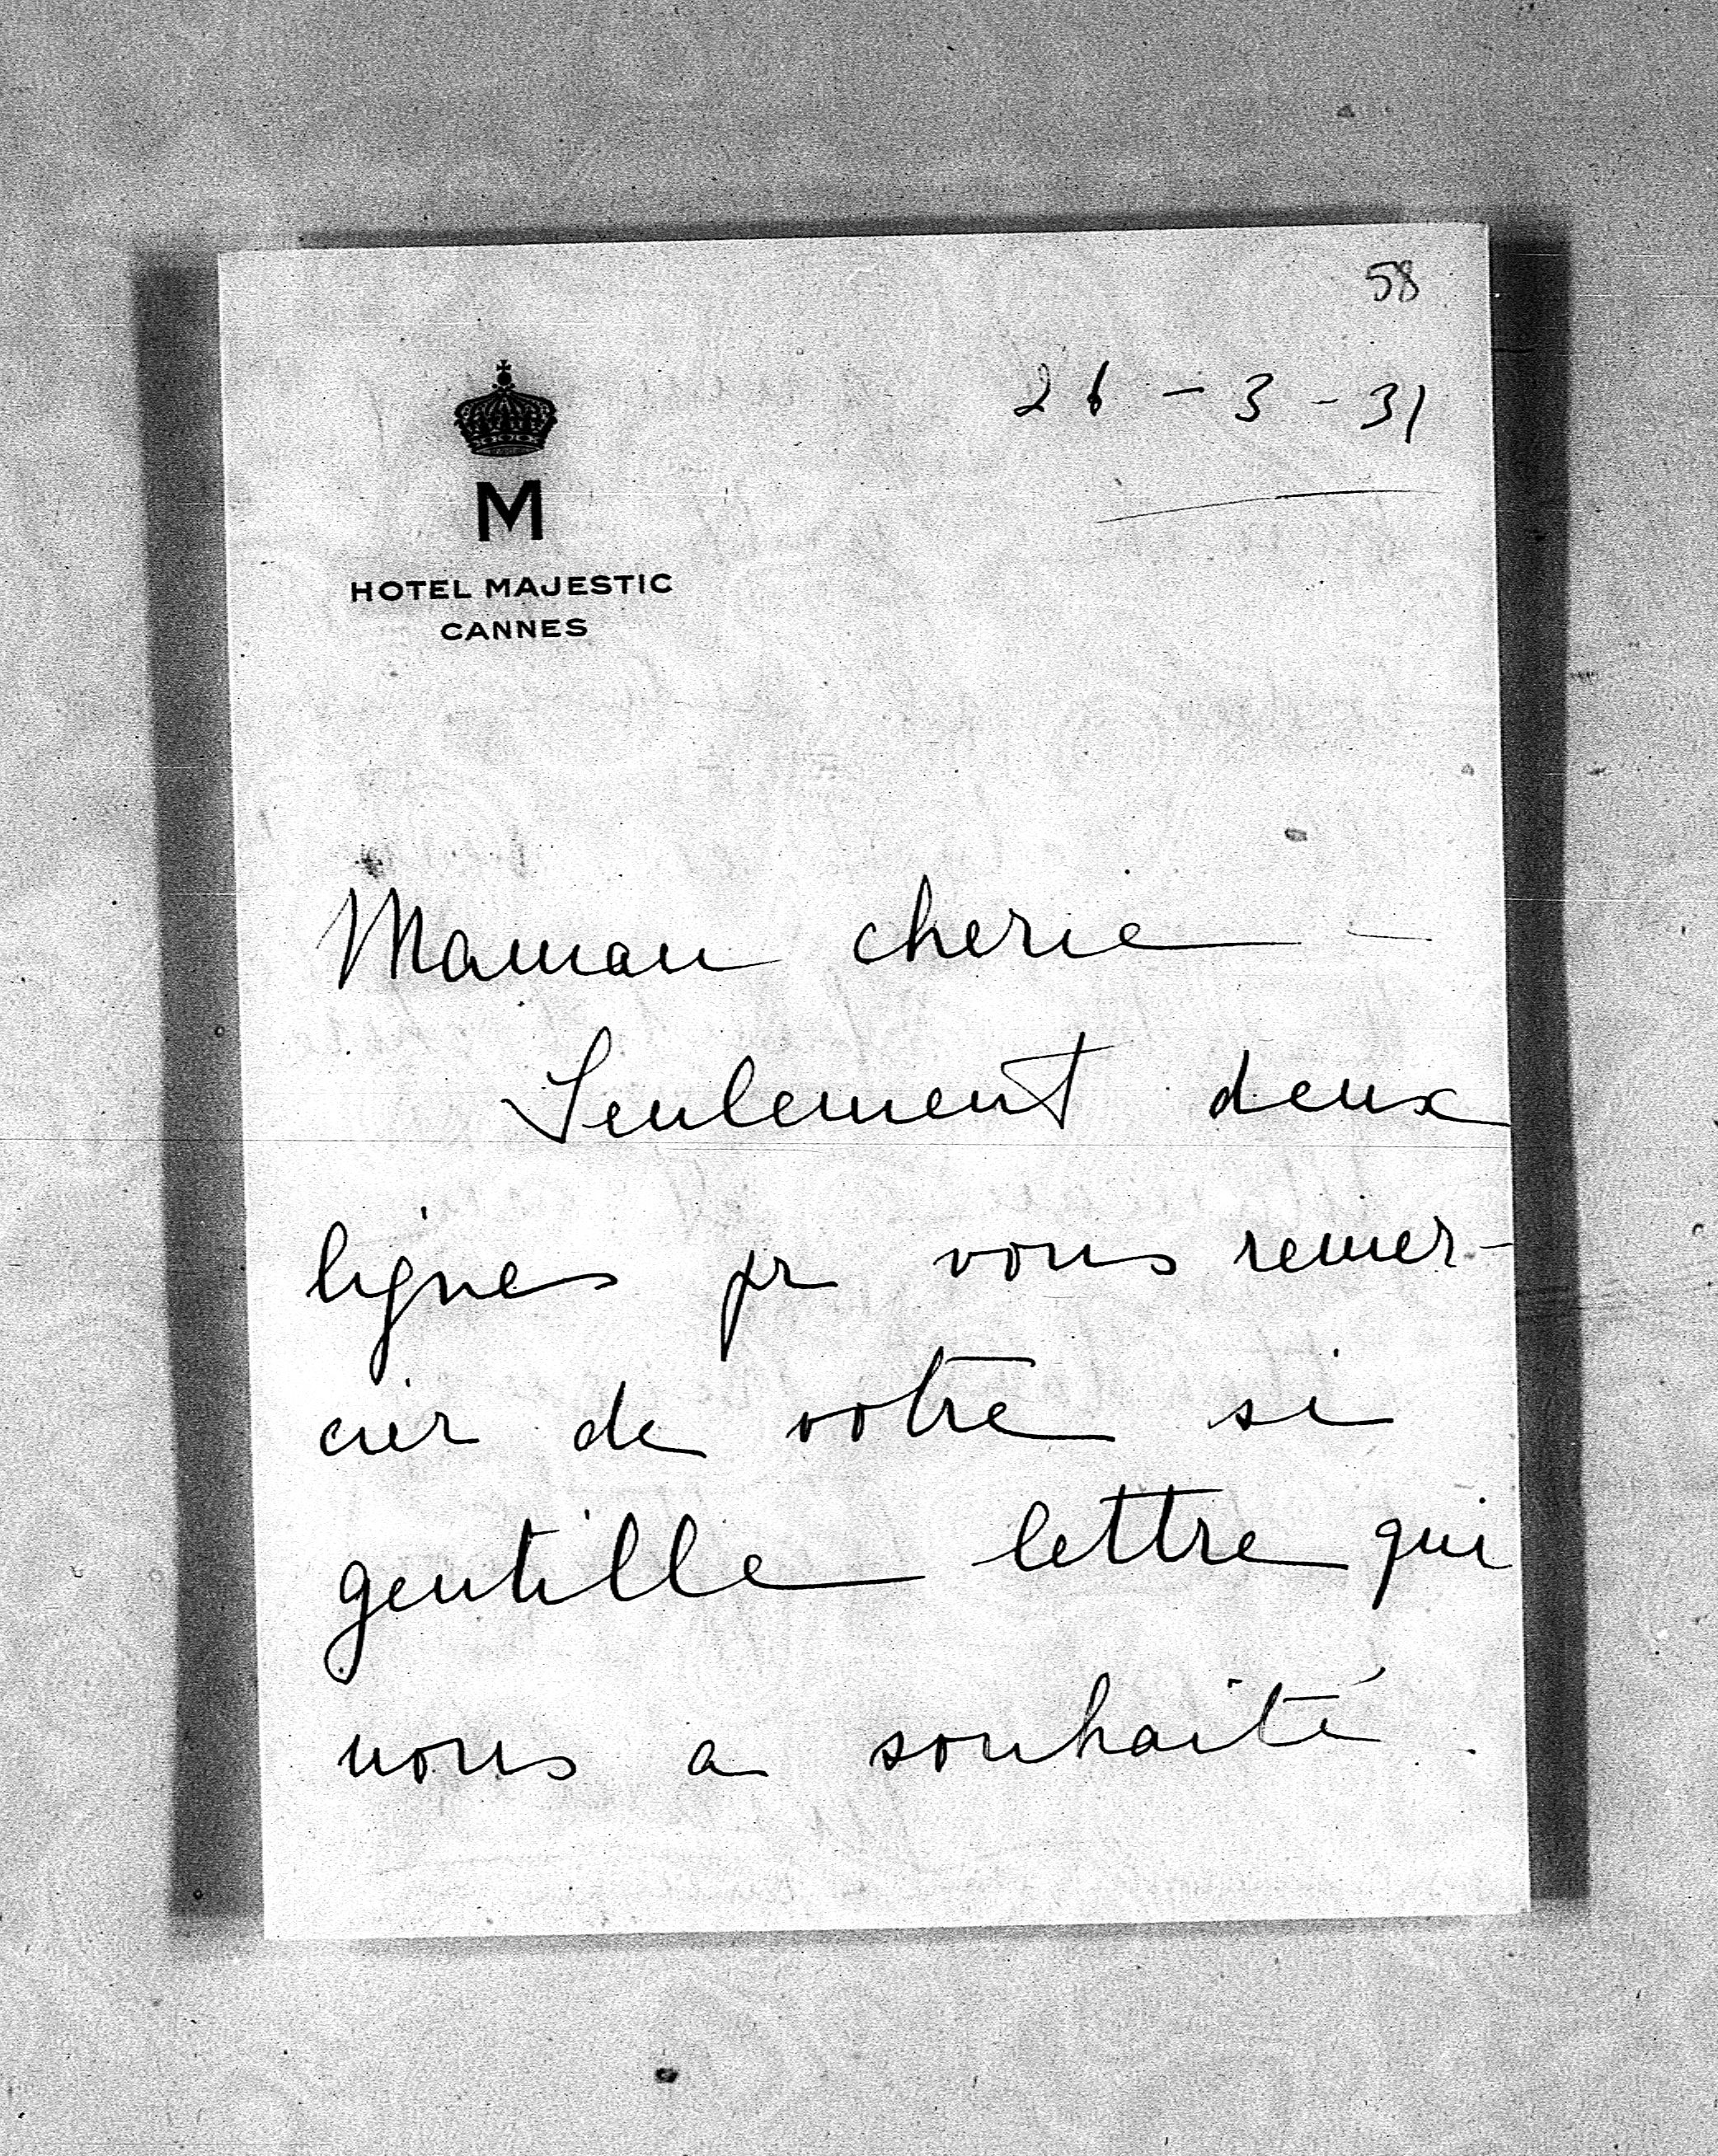 58
26 - 3 - 31
M
HOTEL MAJESTIC
CANNES
Maman cherie —
Seulement deux
lignes pr vous remer-
cier de votre si
gentille lettre qui
nous a souhaité.